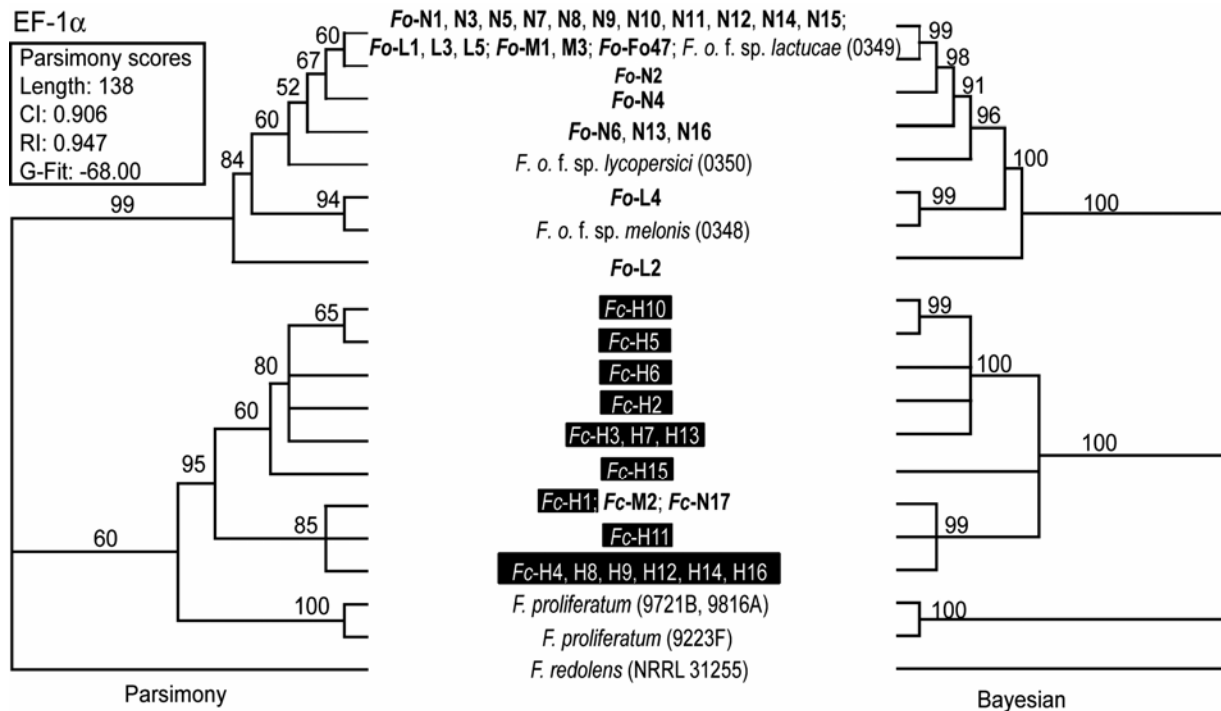 EF-1α
Parsimony scores
Length: 138
CI: 0.906
RI: 0.947
G-Fit: -68.00
60
67
52
60
84
94
99
65
80
60
95
85
60
100
Parsimony
Fo-N1, N3, N5, N7, N8, N9, N10, N11, N12, N14, N15;
Fo-L1, L3, L5; Fo-M1, M3; Fo-Fo47; F. o. f. sp. lactucae (0349)
Fo-N2
Fo-N4
Fo-N6, N13, N16
F. o. f. sp. lycopersici (0350)
Fo-L4
F. o. f. sp. melonis (0348)
Fo-L2
Fc-H10
Fc-H5
Fc-H6
Fc-H2
Fc-H3, H7, H13
Fc-H15
Fc-H1; Fc-M2; Fc-N17
Fc-H11
Fc-H4, H8, H9, H12, H14, H16
F. proliferatum (9721B, 9816A)
F. proliferatum (9223F)
F. redolens (NRRL 31255)
99
98
91
96
100
99
100
99
100
100
99
100
Bayesian